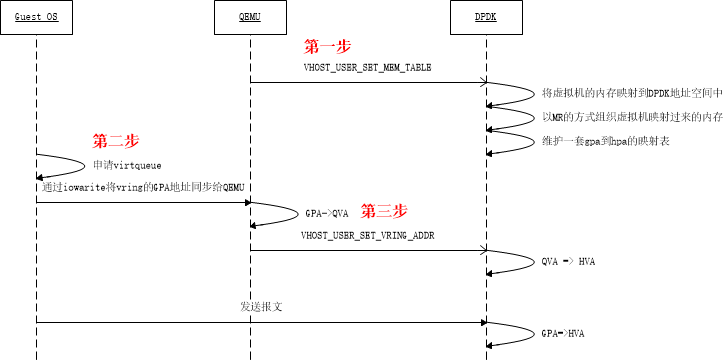 Guest OS
QEMU
DPDK
第一步
VHOST_USER_SET_MEM_TABLE
将虚拟机的内存映射到DPDK地址空间中
以MR的方式组织虚拟机映射过来的内存
维护一套gpa到hpa的映射表
第二步
申请virtqueue
通过iowarite将vring的GPA地址同步给QEMU
GPA->QVA
第三步
VHOST_USER_SET_VRING_ADDR
QVA => HVA
发送报文
GPA=>HVA